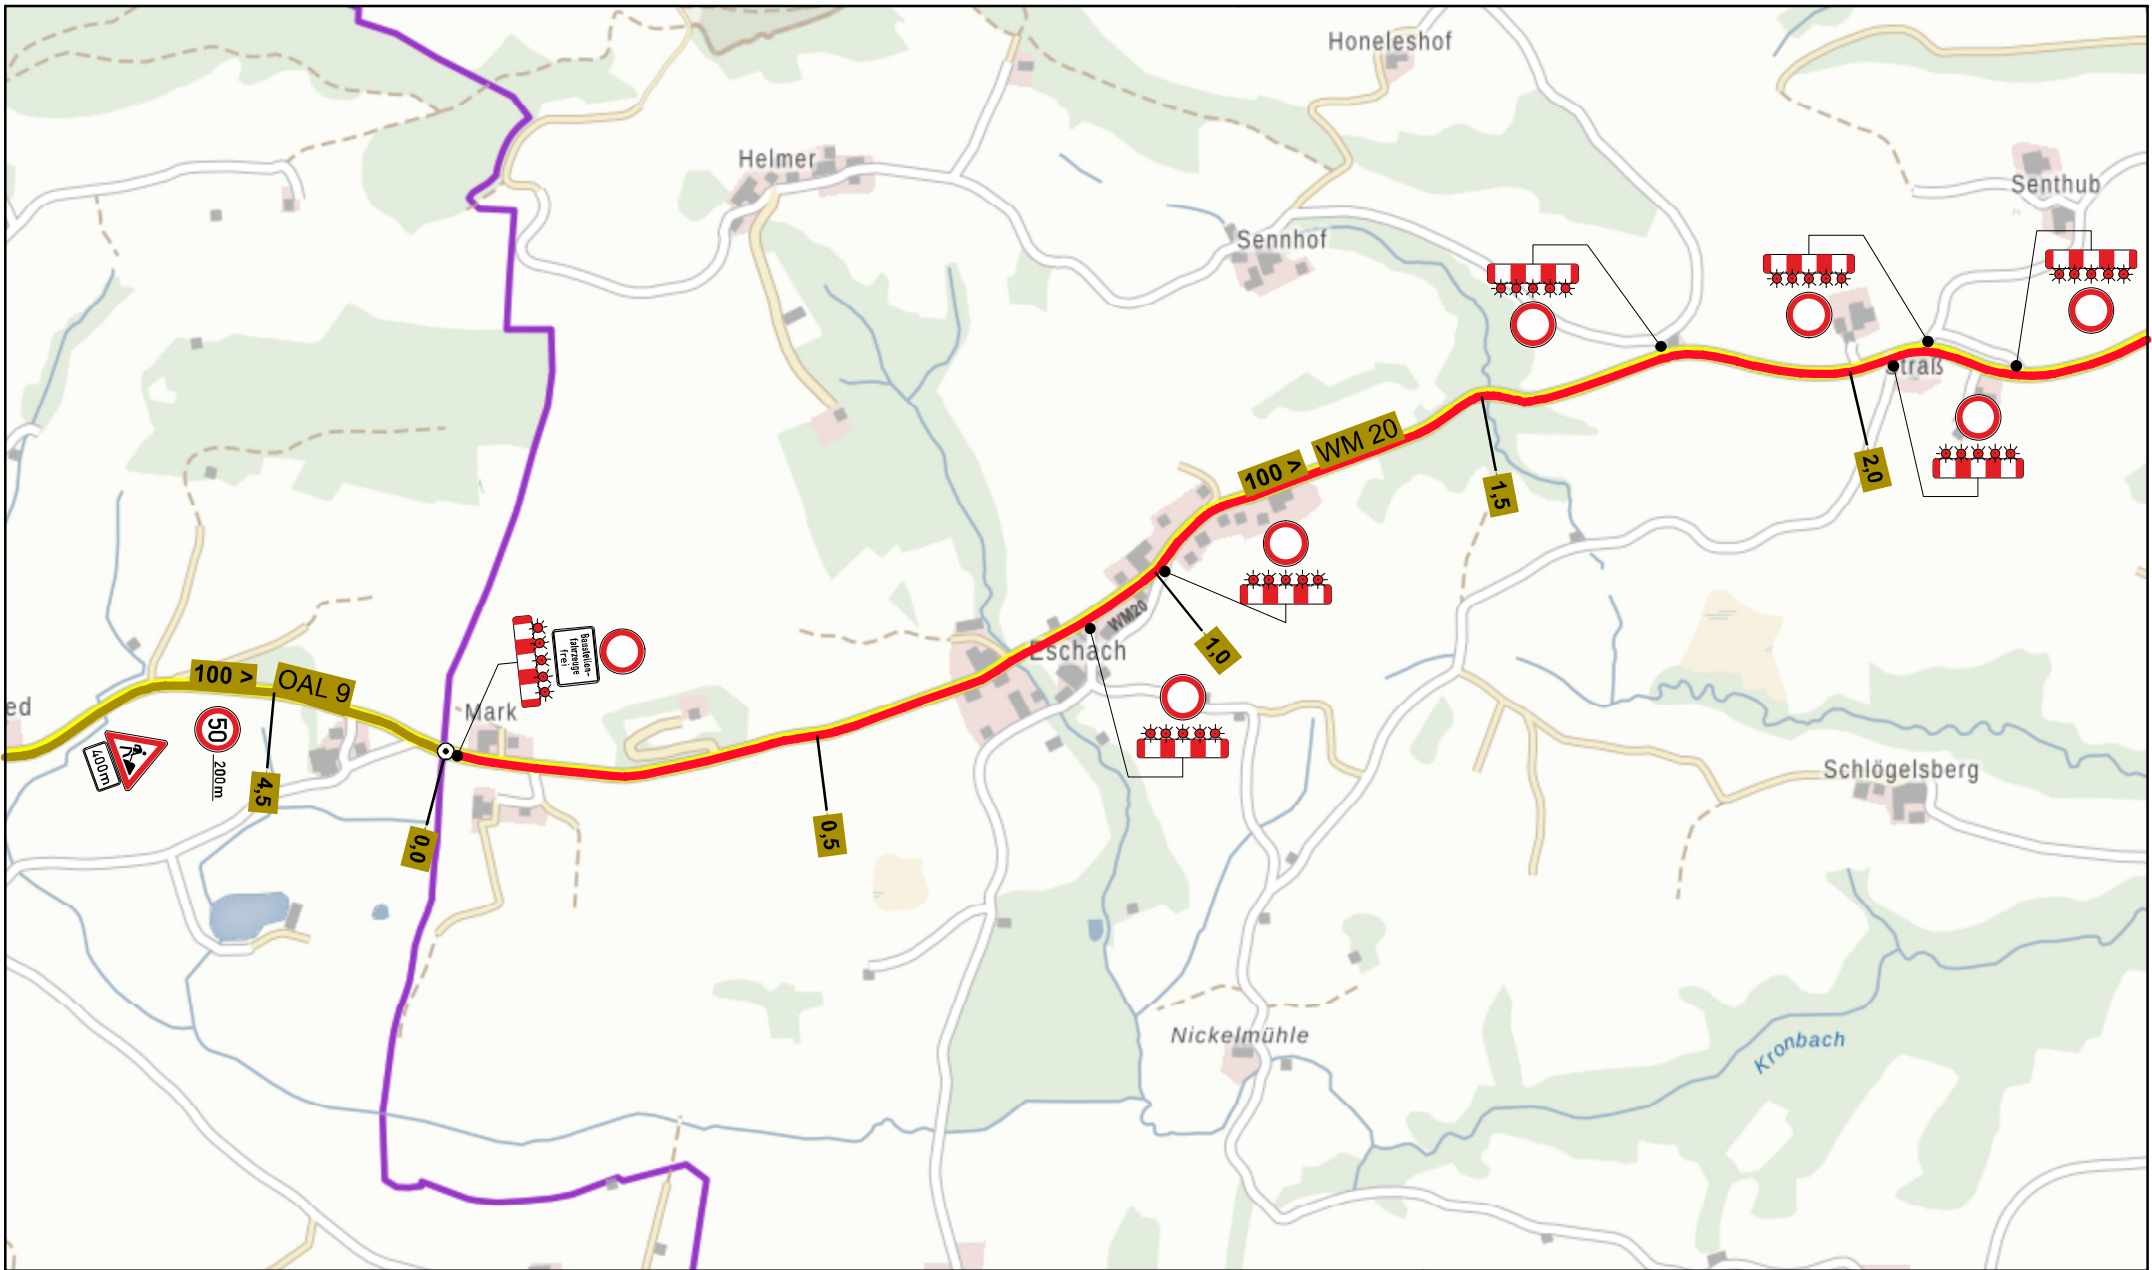 Honeleshof
Helmer
Senthub
Sennhof
Straß
WM 20
100 >
2,0
1,5
WM20
1,0
Eschach
Baustellen-
fahrzeuge
frei
100 >
OAL 9
ed
Mark
50
200m
400m
4,5
0,0
0,5
Schlögelsberg
Nickelmühle
Kronbach